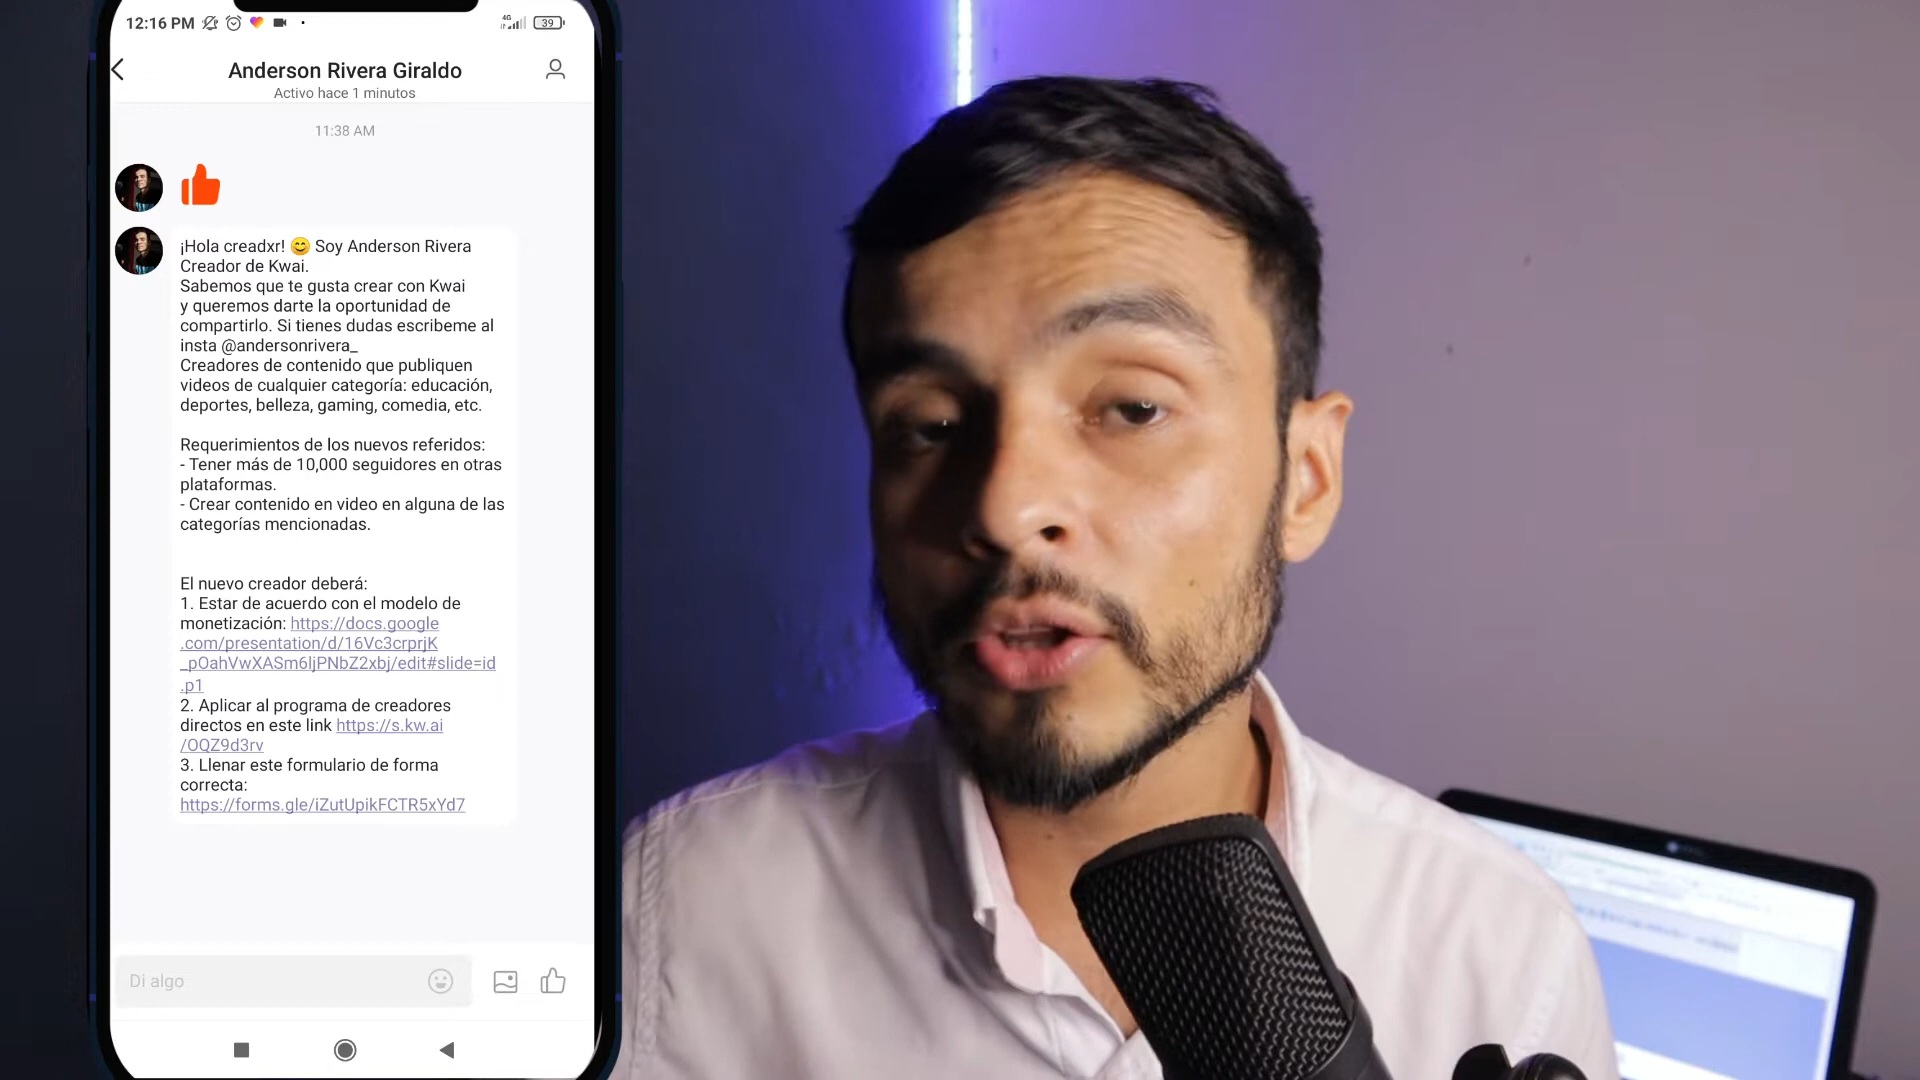 12:16 PM
4G
39
Anderson Rivera Giraldo
Activo hace 1 minutos
11:38 AM
¡Hola creadxr! 😊 Soy Anderson Rivera
Creador de Kwai.
Sabemos que te gusta crear con Kwai
y queremos darte la oportunidad de
compartirlo. Si tienes dudas escribeme al
insta @andersonrivera_
Creadores de contenido que publiquen
videos de cualquier categoría: educación,
deportes, belleza, gaming, comedia, etc.
Requerimientos de los nuevos referidos:
- Tener más de 10,000 seguidores en otras
plataformas.
- Crear contenido en video en alguna de las
categorías mencionadas.
El nuevo creador deberá:
1. Estar de acuerdo con el modelo de
monetización: https://docs.google
.com/presentation/d/16Vc3crprjK
_pOahVwXASm6ljPNbZ2xbj/edit#slide=id
.p1
2. Aplicar al programa de creadores
directos en este link https://s.kw.ai
/OQZ9d3rv
3. Llenar este formulario de forma
correcta:
https://forms.gle/iZutUpikFCTR5xYd7
Di algo